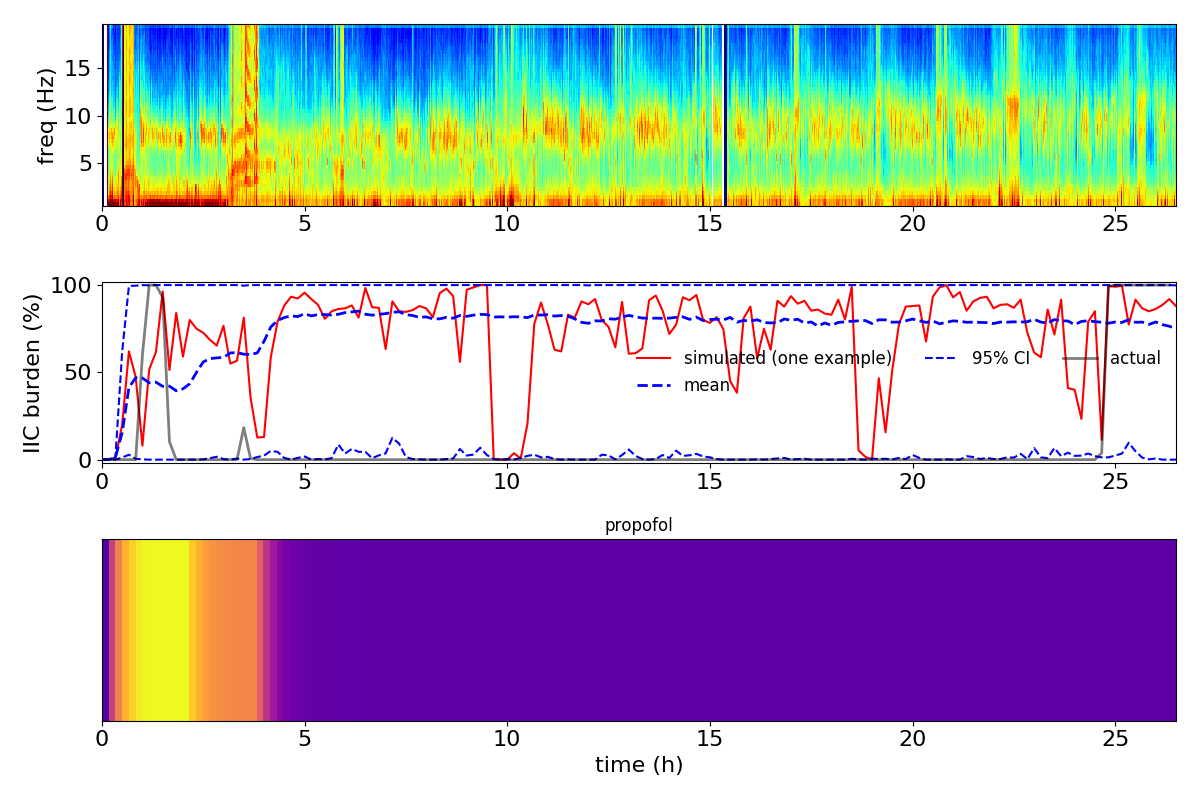 freq (Hz)
15
10
5
0 5 10 15 20 25
IIC burden (%)
100
50
0
simulated (one example) 95% CI actual
mean
0 5 10 15 20 25
propofol
0 5 10 15 20 25
time (h)